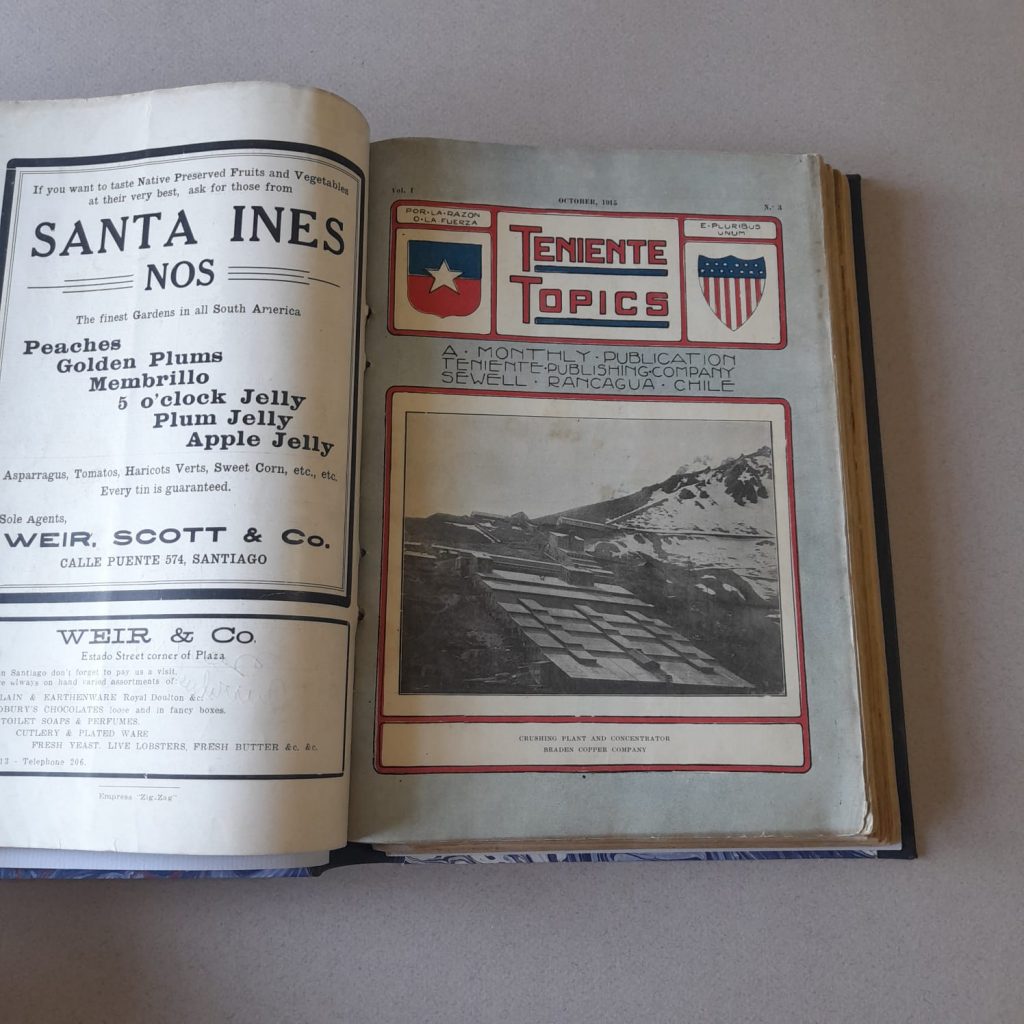 If you want to taste Native Preserved Fruits and Vegetables
at their very best, ask for those from
SANTA INES
NOS
The finest Gardens in all South America
Peaches
Golden Plums
Membrillo
5 o'clock Jelly
Plum Jelly
Apple Jelly
Asparragus, Tomatos, Haricots Verts, Sweet Corn, etc., etc.
Every tin is guaranteed.
Sole Agents,
WEIR, SCOTT & Co.
CALLE PUENTE 574, SANTIAGO
WEIR & Co.
Estado Street corner of Plaza
in Santiago don't forget to pay us a visit.
always on hand varied assortments of:
LAIN & EARTHENWARE Royal Doulton &c.
DBURY'S CHOCOLATES loose and in fancy boxes.
TOILET SOAPS & PERFUMES.
CUTLERY & PLATED WARE
FRESH YEAST. LIVE LOBSTERS, FRESH BUTTER &c. &c.
13 - Telephone 206.
Empresa "Zig-Zag"
Vol. I
OCTOBER, 1915
N.º 3
POR·LA·RAZON
O·LA·FUERZA
TENIENTE
TOPICS
E·PLURIBUS
UNUM
A·MONTHLY·PUBLICATION
TENIENTE·PUBLISHING·COMPANY
SEWELL·RANCAGUA·CHILE
CRUSHING PLANT AND CONCENTRATOR
BRADEN COPPER COMPANY